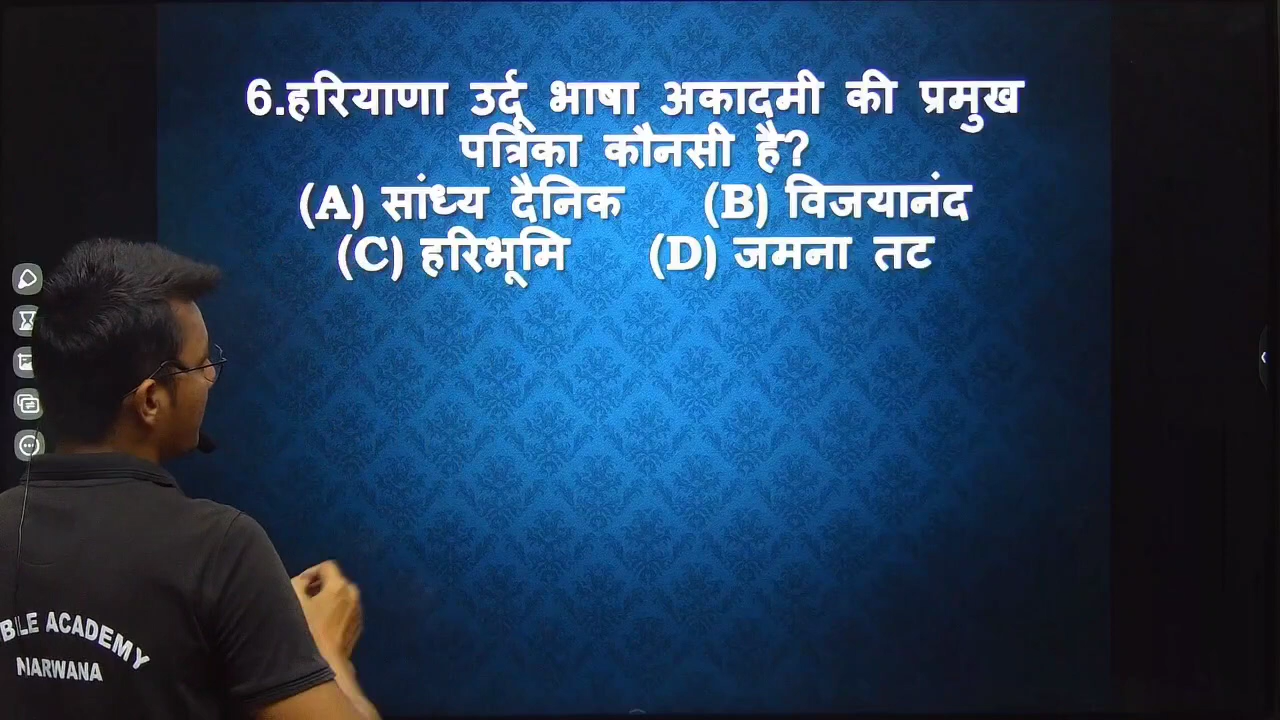 6.हरियाणा उर्दू भाषा अकादमी की प्रमुख
पत्रिका कौनसी है?
(A) सांध्य दैनिक (B) विजयानंद
(C) हरिभूमि (D) जमना तट
BLE ACADEMY
NARWANA